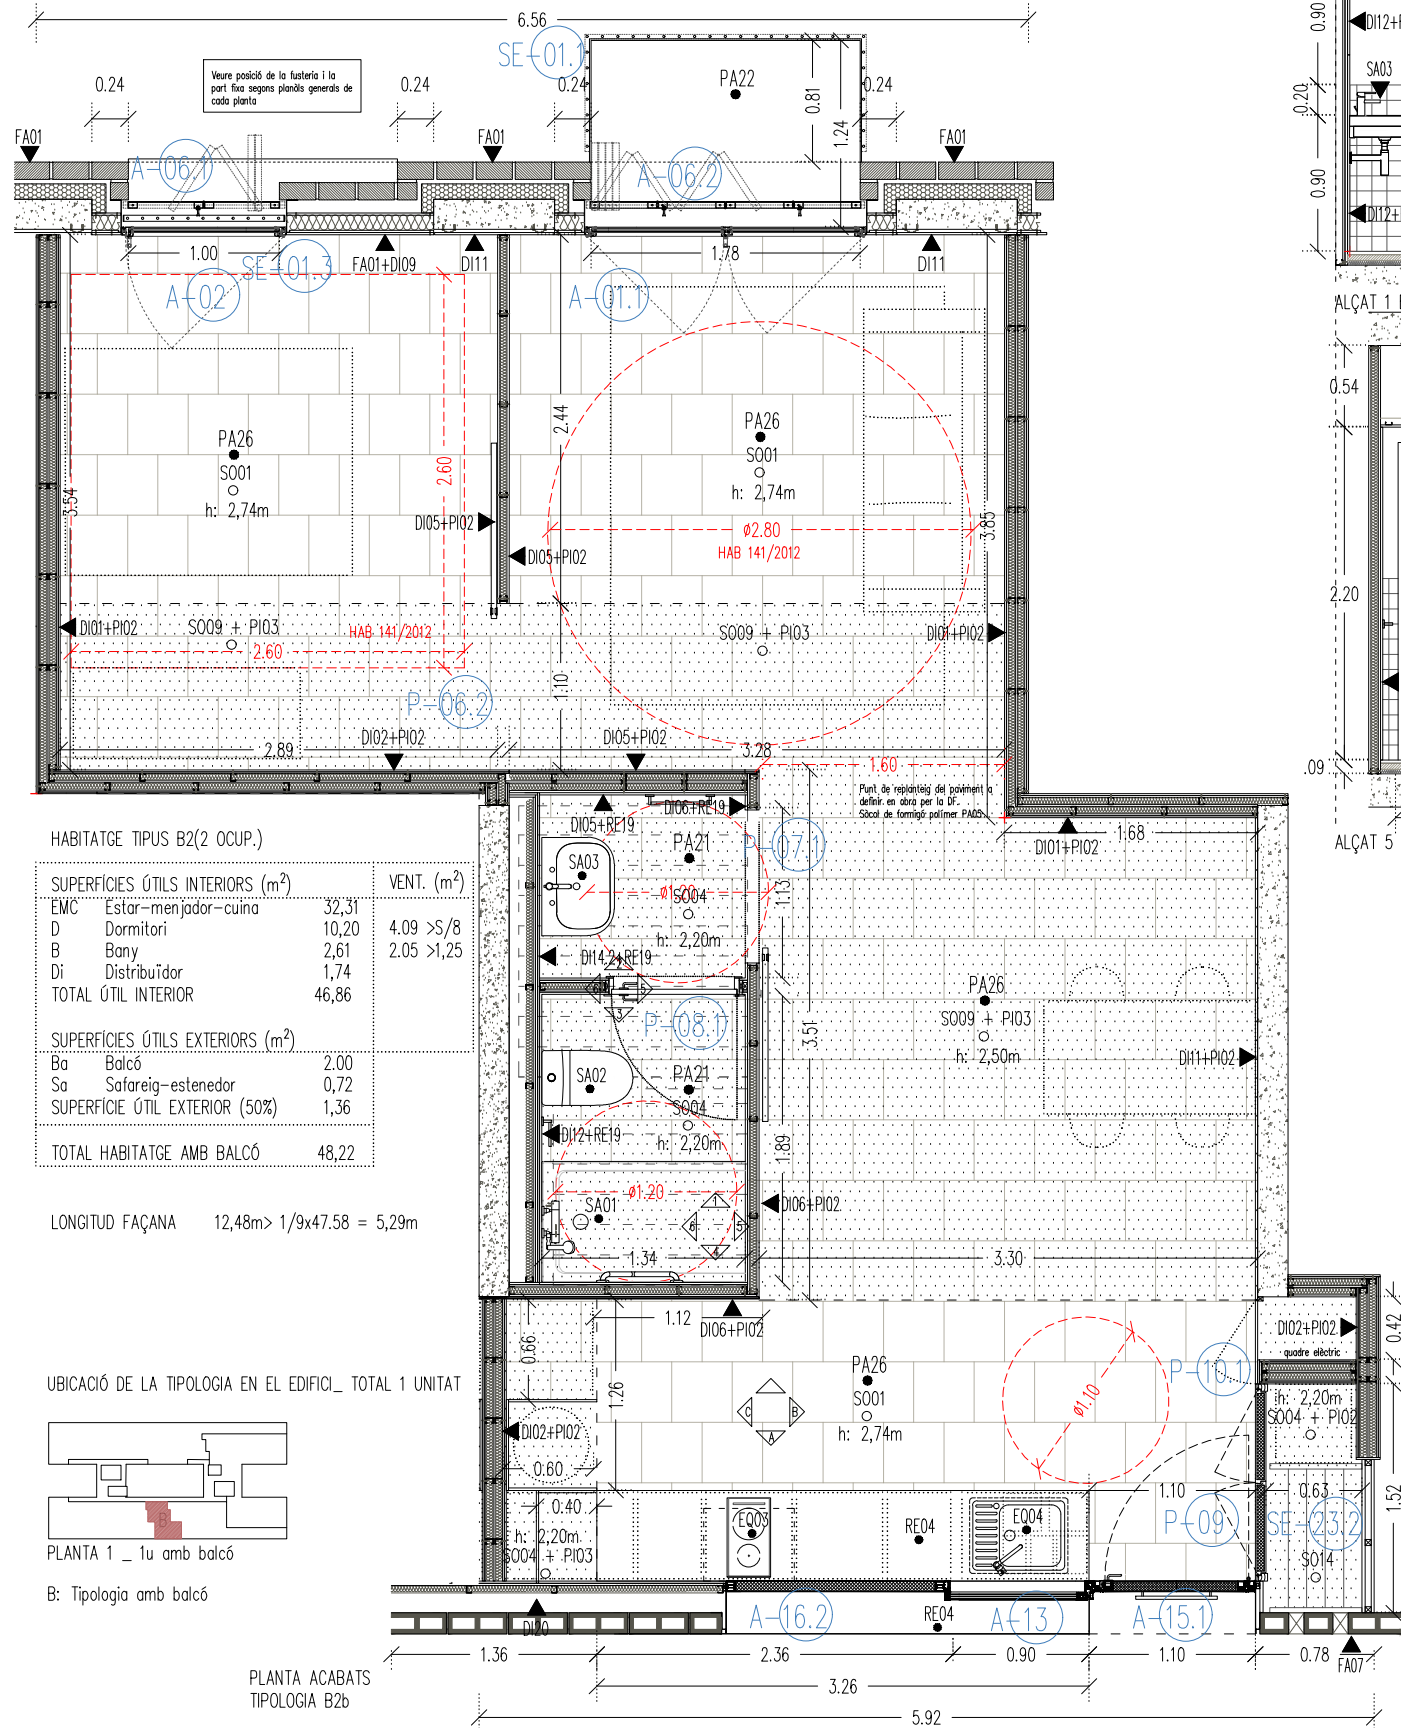 6.56
SE-01.1
0.90
DI12+
SA03
0.20
0.24
Veure posició de la fusteria i la
part fixa segons planòls generals de
cada planta
0.24
0.24
PA22
0.81
1.24
0.24
FA01
FA01
FA01
A-06.1
A-06.2
0.90
DI12+
1.00
SE-01.3
FA01+DI09
DI11
1.78
DI11
A-02
A-01.1
ALÇAT 1
0.54
2.44
PA26
S001
h: 2,74m
2.60
PA26
S001
h: 2,74m
3.54
DI05+PI02
ø2.80
HAB 141/2012
3.85
DI05+PI02
2.20
DI01+PI02
S009 + PI03
HAB 141/2012
2.60
S009 + PI03
DI01+PI02
P-06.2
1.10
DI02+PI02
DI05+PI02
2.89
3.28
1.60
.09
Punt de replanteig del paviment a
definir en obra per la DF.
Sòcol de formigó polímer PA05
DI06+RE19
DI05+RE19
PA21
P-07.1
1.68
DI01+PI02
ALÇAT 5
HABITATGE TIPUS B2(2 OCUP.)
SUPERFÍCIES ÚTILS INTERIORS (m²) VENT. (m²)
EMC Estar-menjador-cuina 32,31
D Dormitori 10,20 4.09 >S/8
B Bany 2,61 2.05 >1,25
Di Distribuïdor 1,74
TOTAL ÚTIL INTERIOR 46,86
SUPERFÍCIES ÚTILS EXTERIORS (m²)
Ba Balcó 2.00
Sa Safareig-estenedor 0,72
SUPERFÍCIE ÚTIL EXTERIOR (50%) 1,36
TOTAL HABITATGE AMB BALCÓ 48,22
LONGITUD FAÇANA 12,48m> 1/9x47.58 = 5,29m
SA03
ø1.20
S004
1.13
h: 2,20m
DI14.2+RE19
2
6
5
3
P-08.1
PA26
S009 + PI03
h: 2,50m
3.51
DI11+PI02
SA02
PA21
S004
h: 2,20m
DI12+RE19
1.89
ø1.20
SA01
1
6
5
4
DI06+PI02
1.34
3.30
1.12
DI06+PI02
0.66
1.26
DI02+PI02
quadre elèctric
0.42
P-10.1
PA26
S001
h: 2,74m
C
B
A
ø1.10
h: 2,20m
S004 + PI02
DI02+PI02
0.60
0.40
h: 2,20m
S004 + PI03
EQ03
RE04
EQ04
1.10
0.63
1.52
P-09
SE-23.2
S014
UBICACIÓ DE LA TIPOLOGIA EN EL EDIFICI_ TOTAL 1 UNITAT
B
PLANTA 1 _ 1u amb balcó
B: Tipologia amb balcó
DI20
A-16.2
RE04
A-13
A-15.1
1.36
2.36
0.90
1.10
0.78
FA07
PLANTA ACABATS
TIPOLOGIA B2b
3.26
5.92